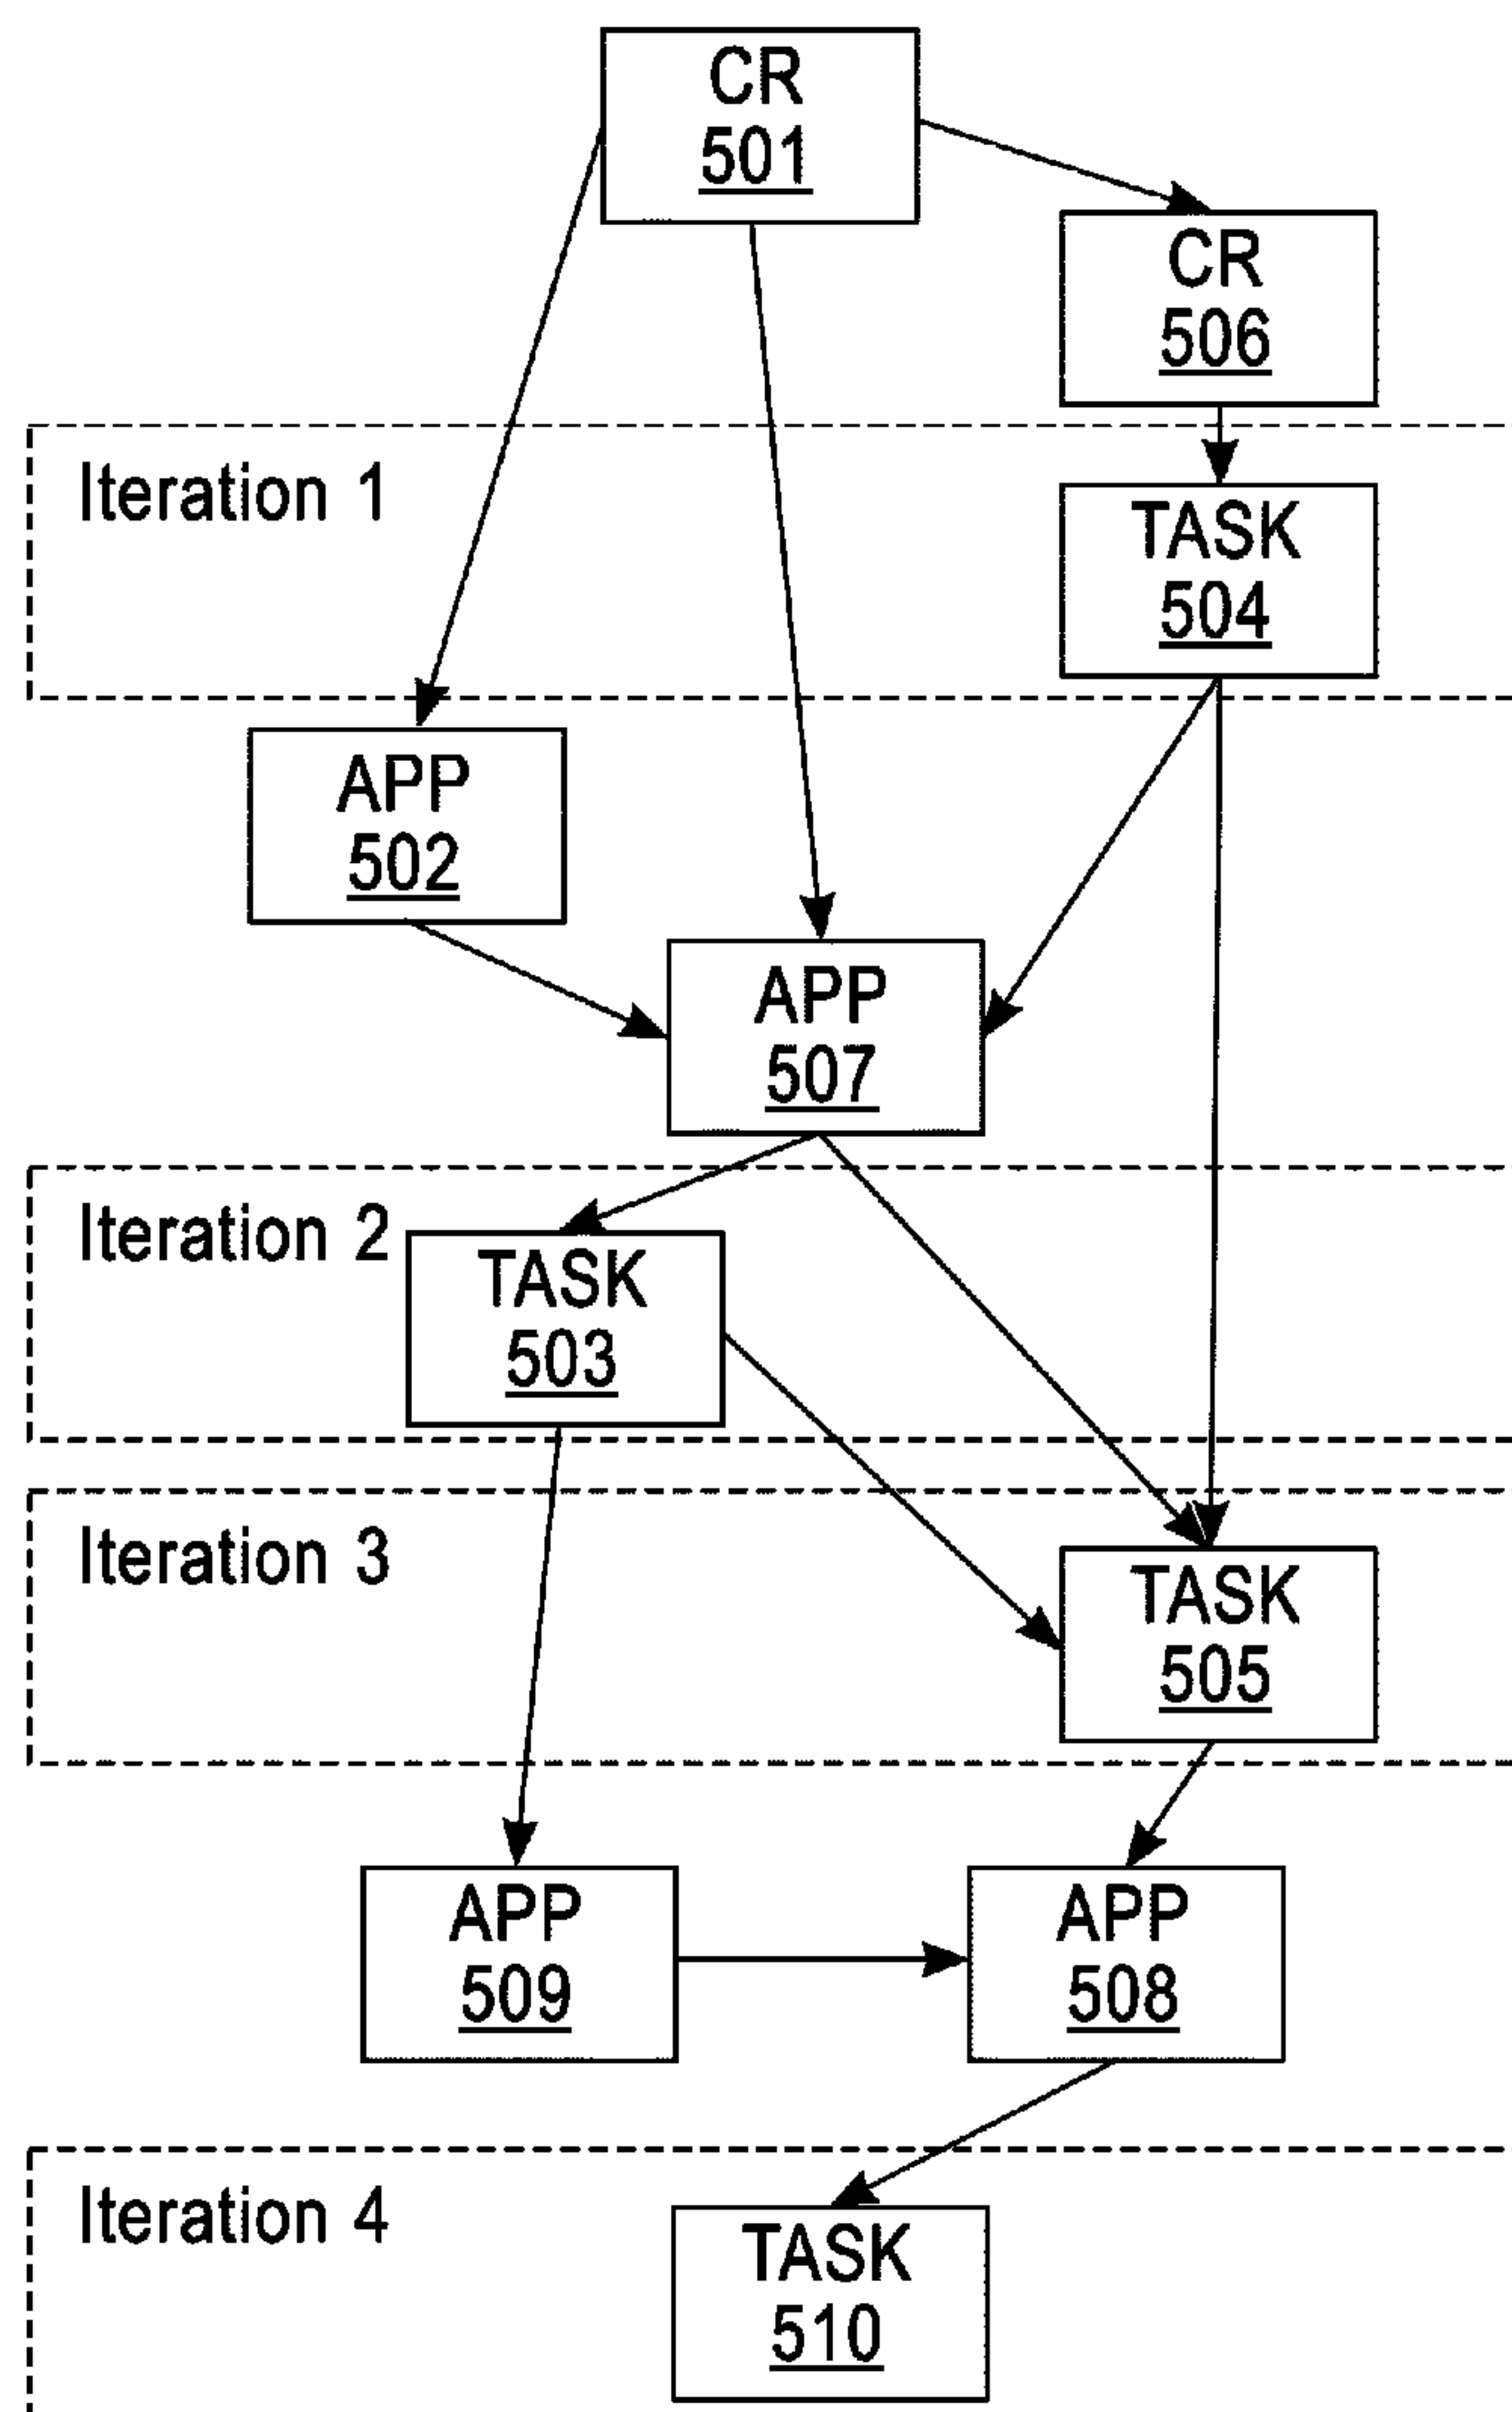 CR
501
CR
506
Iteration 1
TASK
504
APP
502
APP
507
Iteration 2
TASK
503
Iteration 3
TASK
505
APP
509
APP
508
Iteration 4
TASK
510